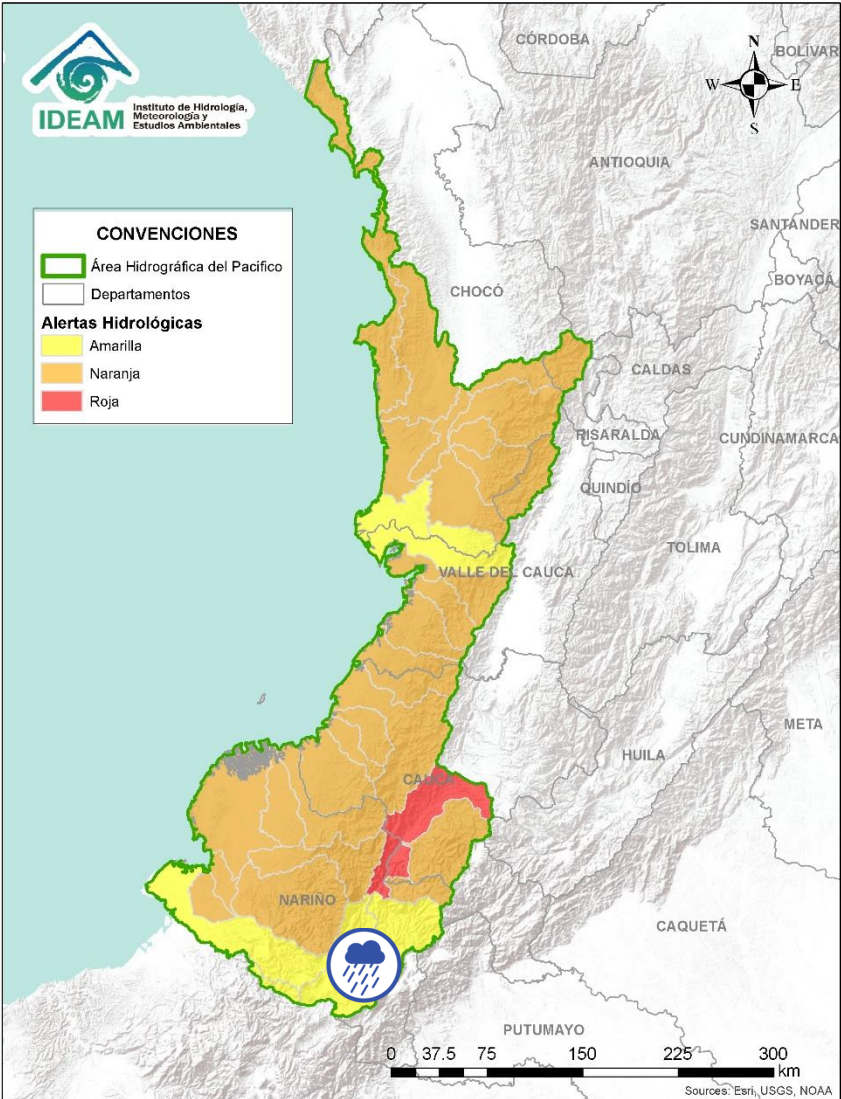 IDEAM
Instituto de Hidrología,
Meteorología y
Estudios Ambientales
N
W
E
S
CÓRDOBA
BOLÍVAR
ANTIOQUIA
SANTANDER
BOYACÁ
CHOCÓ
CALDAS
RISARALDA
CUNDINAMARCA
QUINDÍO
TOLIMA
VALLE DEL CAUCA
META
HUILA
CAUCA
NARIÑO
CAQUETÁ
PUTUMAYO
CONVENCIONES
Área Hidrográfica del Pacifico
Departamentos
Alertas Hidrológicas
Amarilla
Naranja
Roja
0 37.5 75 150 225 300
km
Sources: Esri, USGS, NOAA